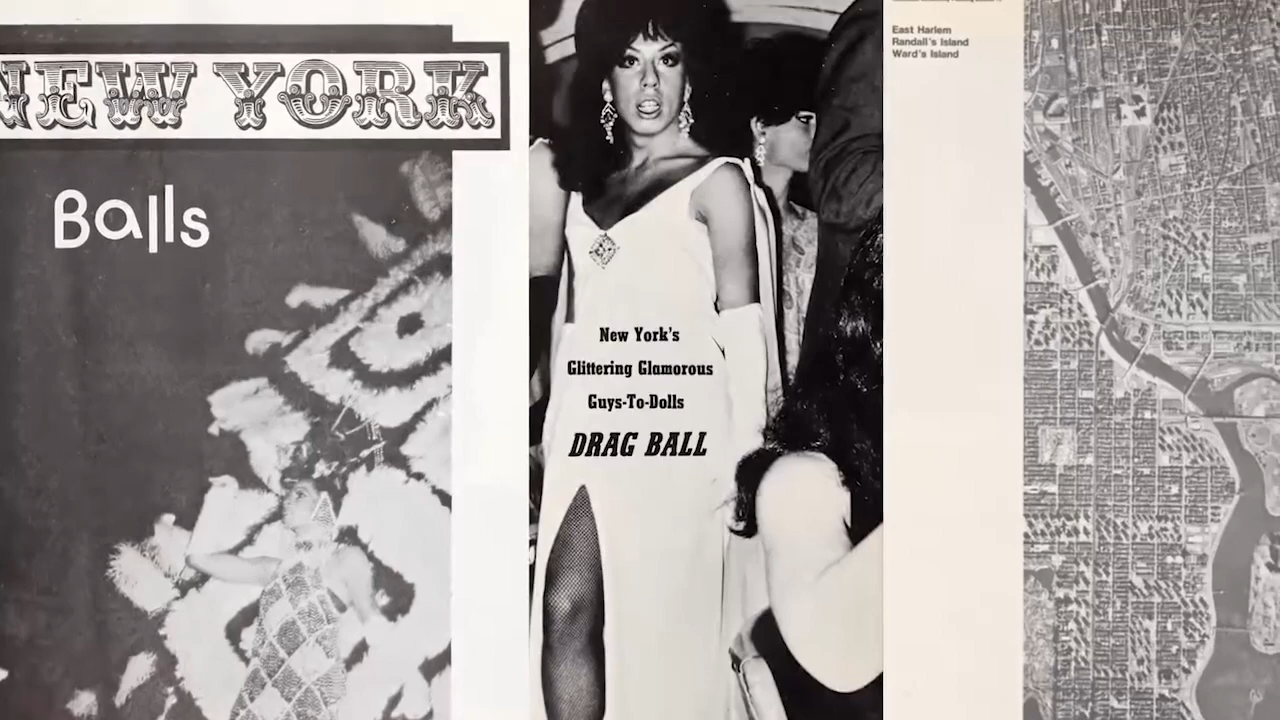 NEW YORK
Balls
New York's
Glittering Glamorous
Guys-To-Dolls
DRAG BALL
East Harlem
Randall's Island
Ward's Island